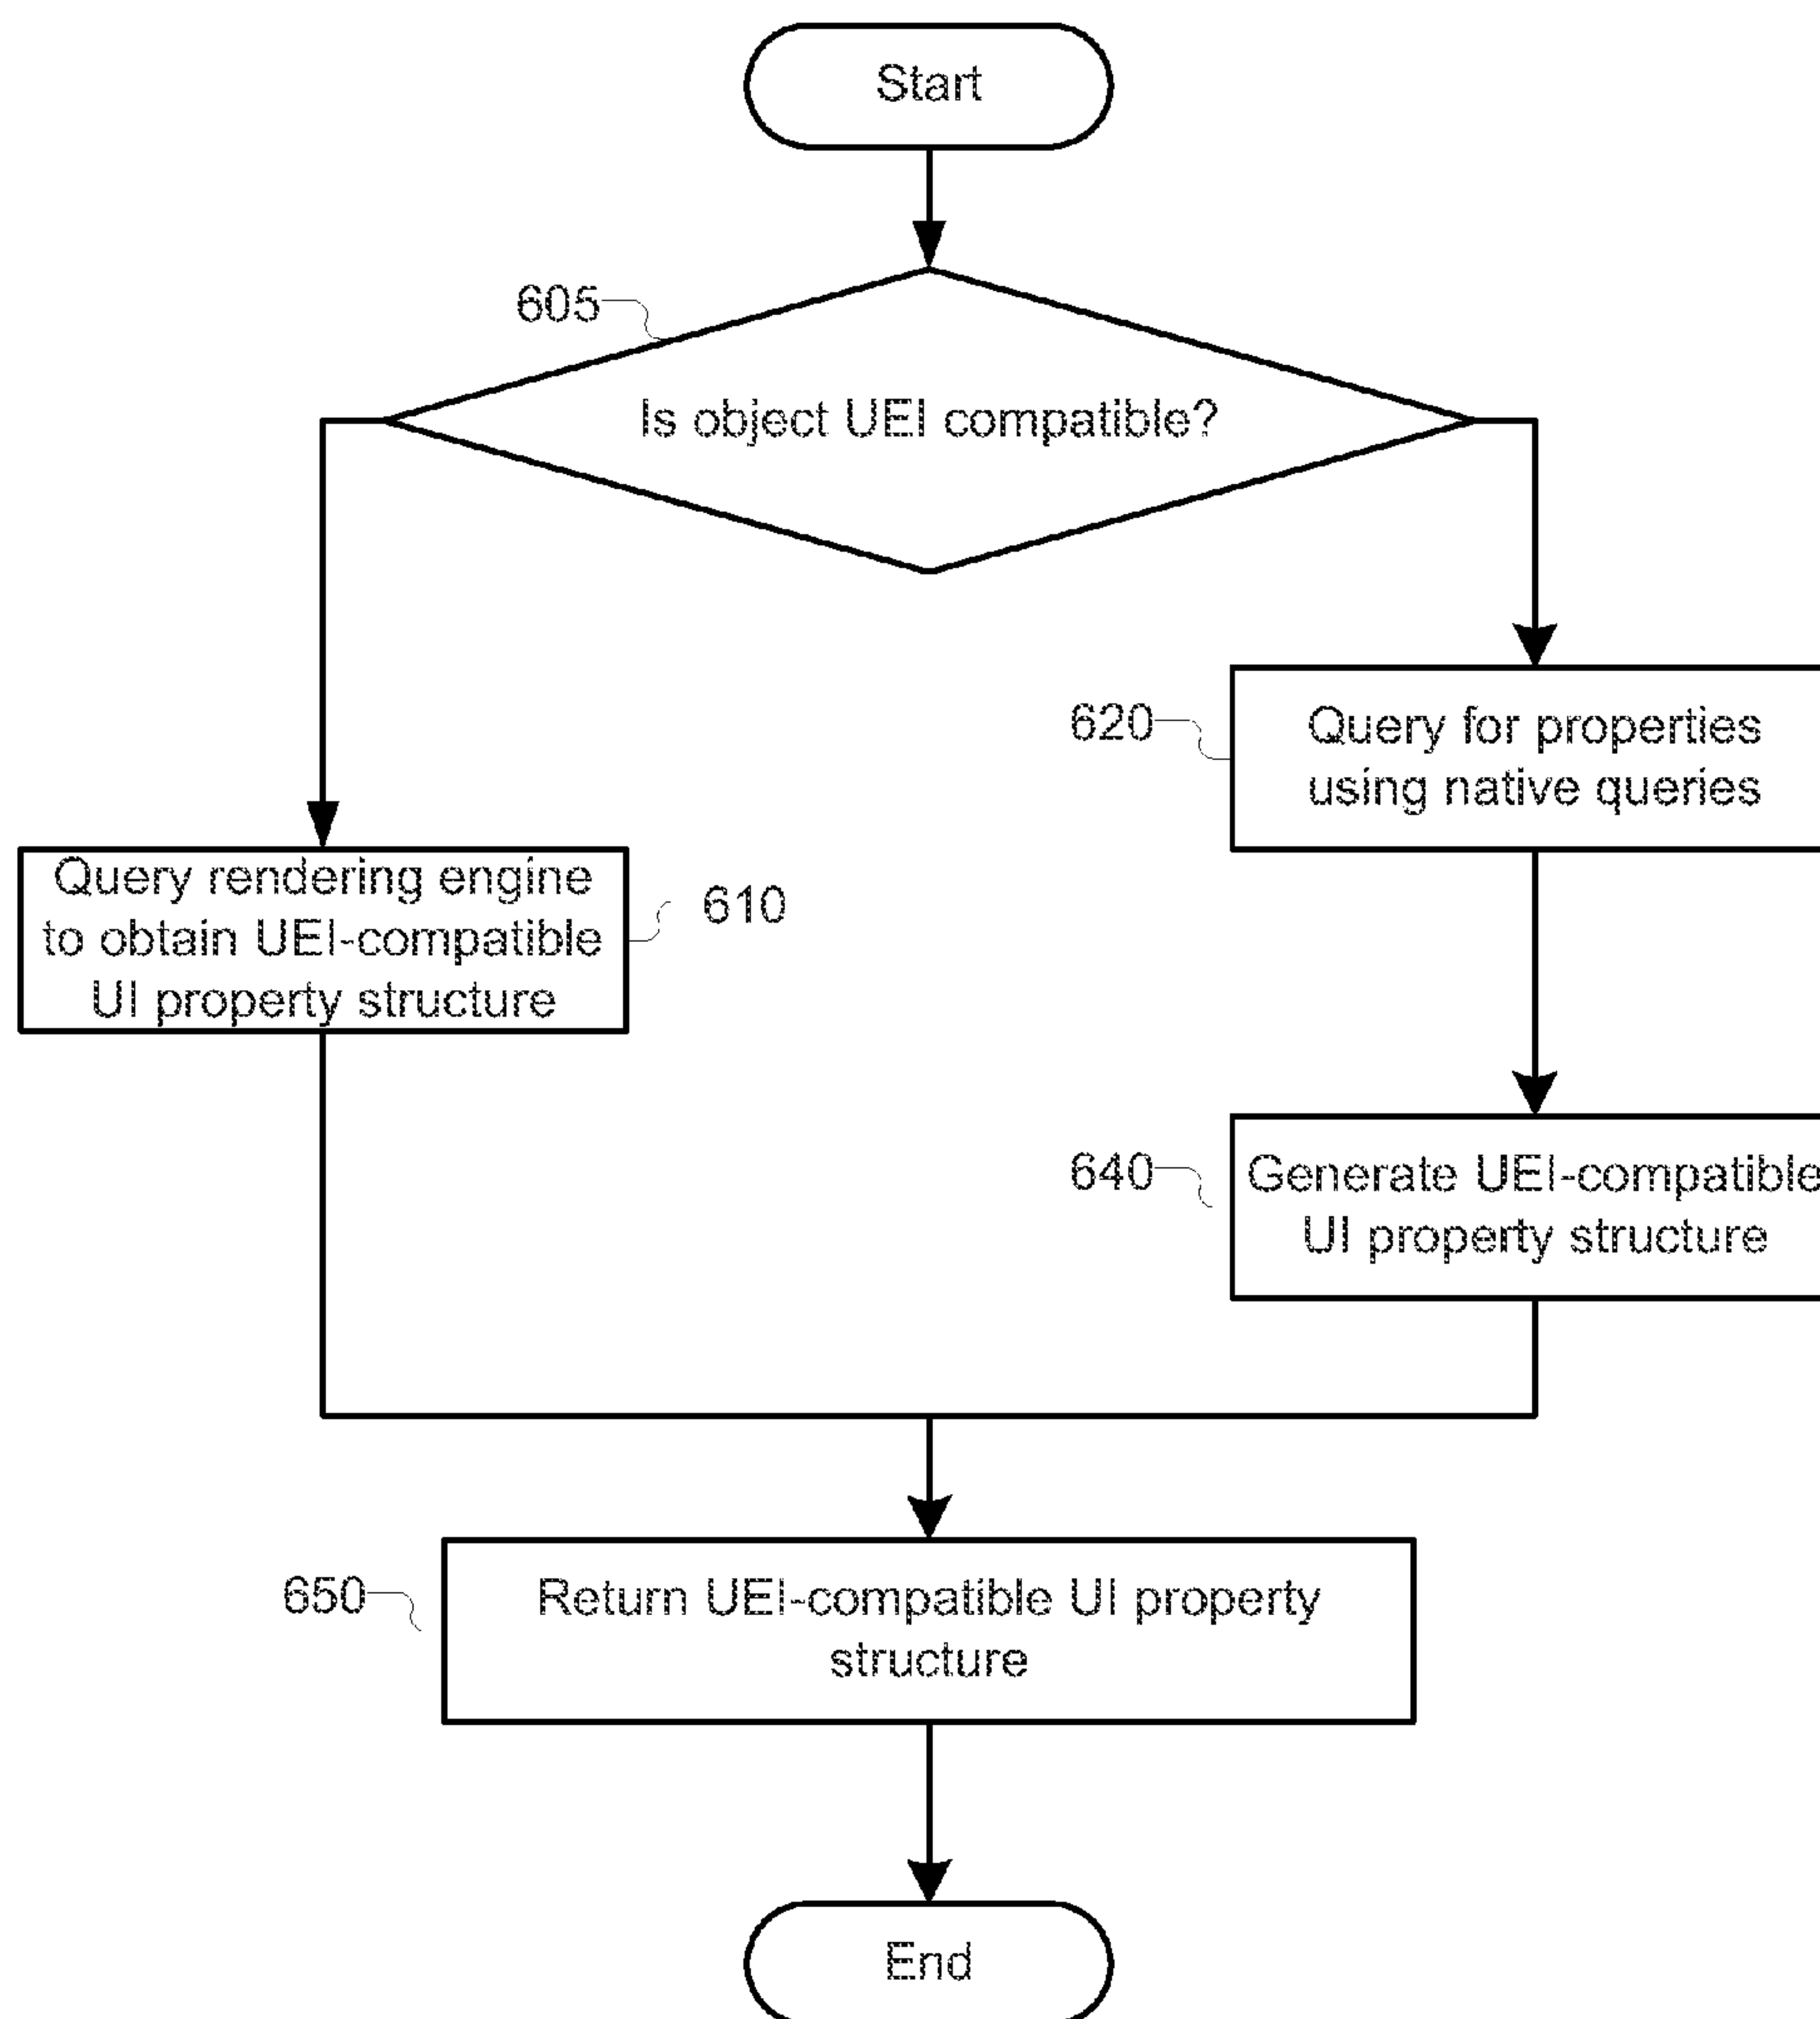 Start
605
Is object UEI compatible?
620
Query for properties
using native queries
Query rendering engine
to obtain UEI-compatible
UI property structure
610
640
Generate UEI-compatible
UI property structure
650
Return UEI-compatible UI property
structure
End